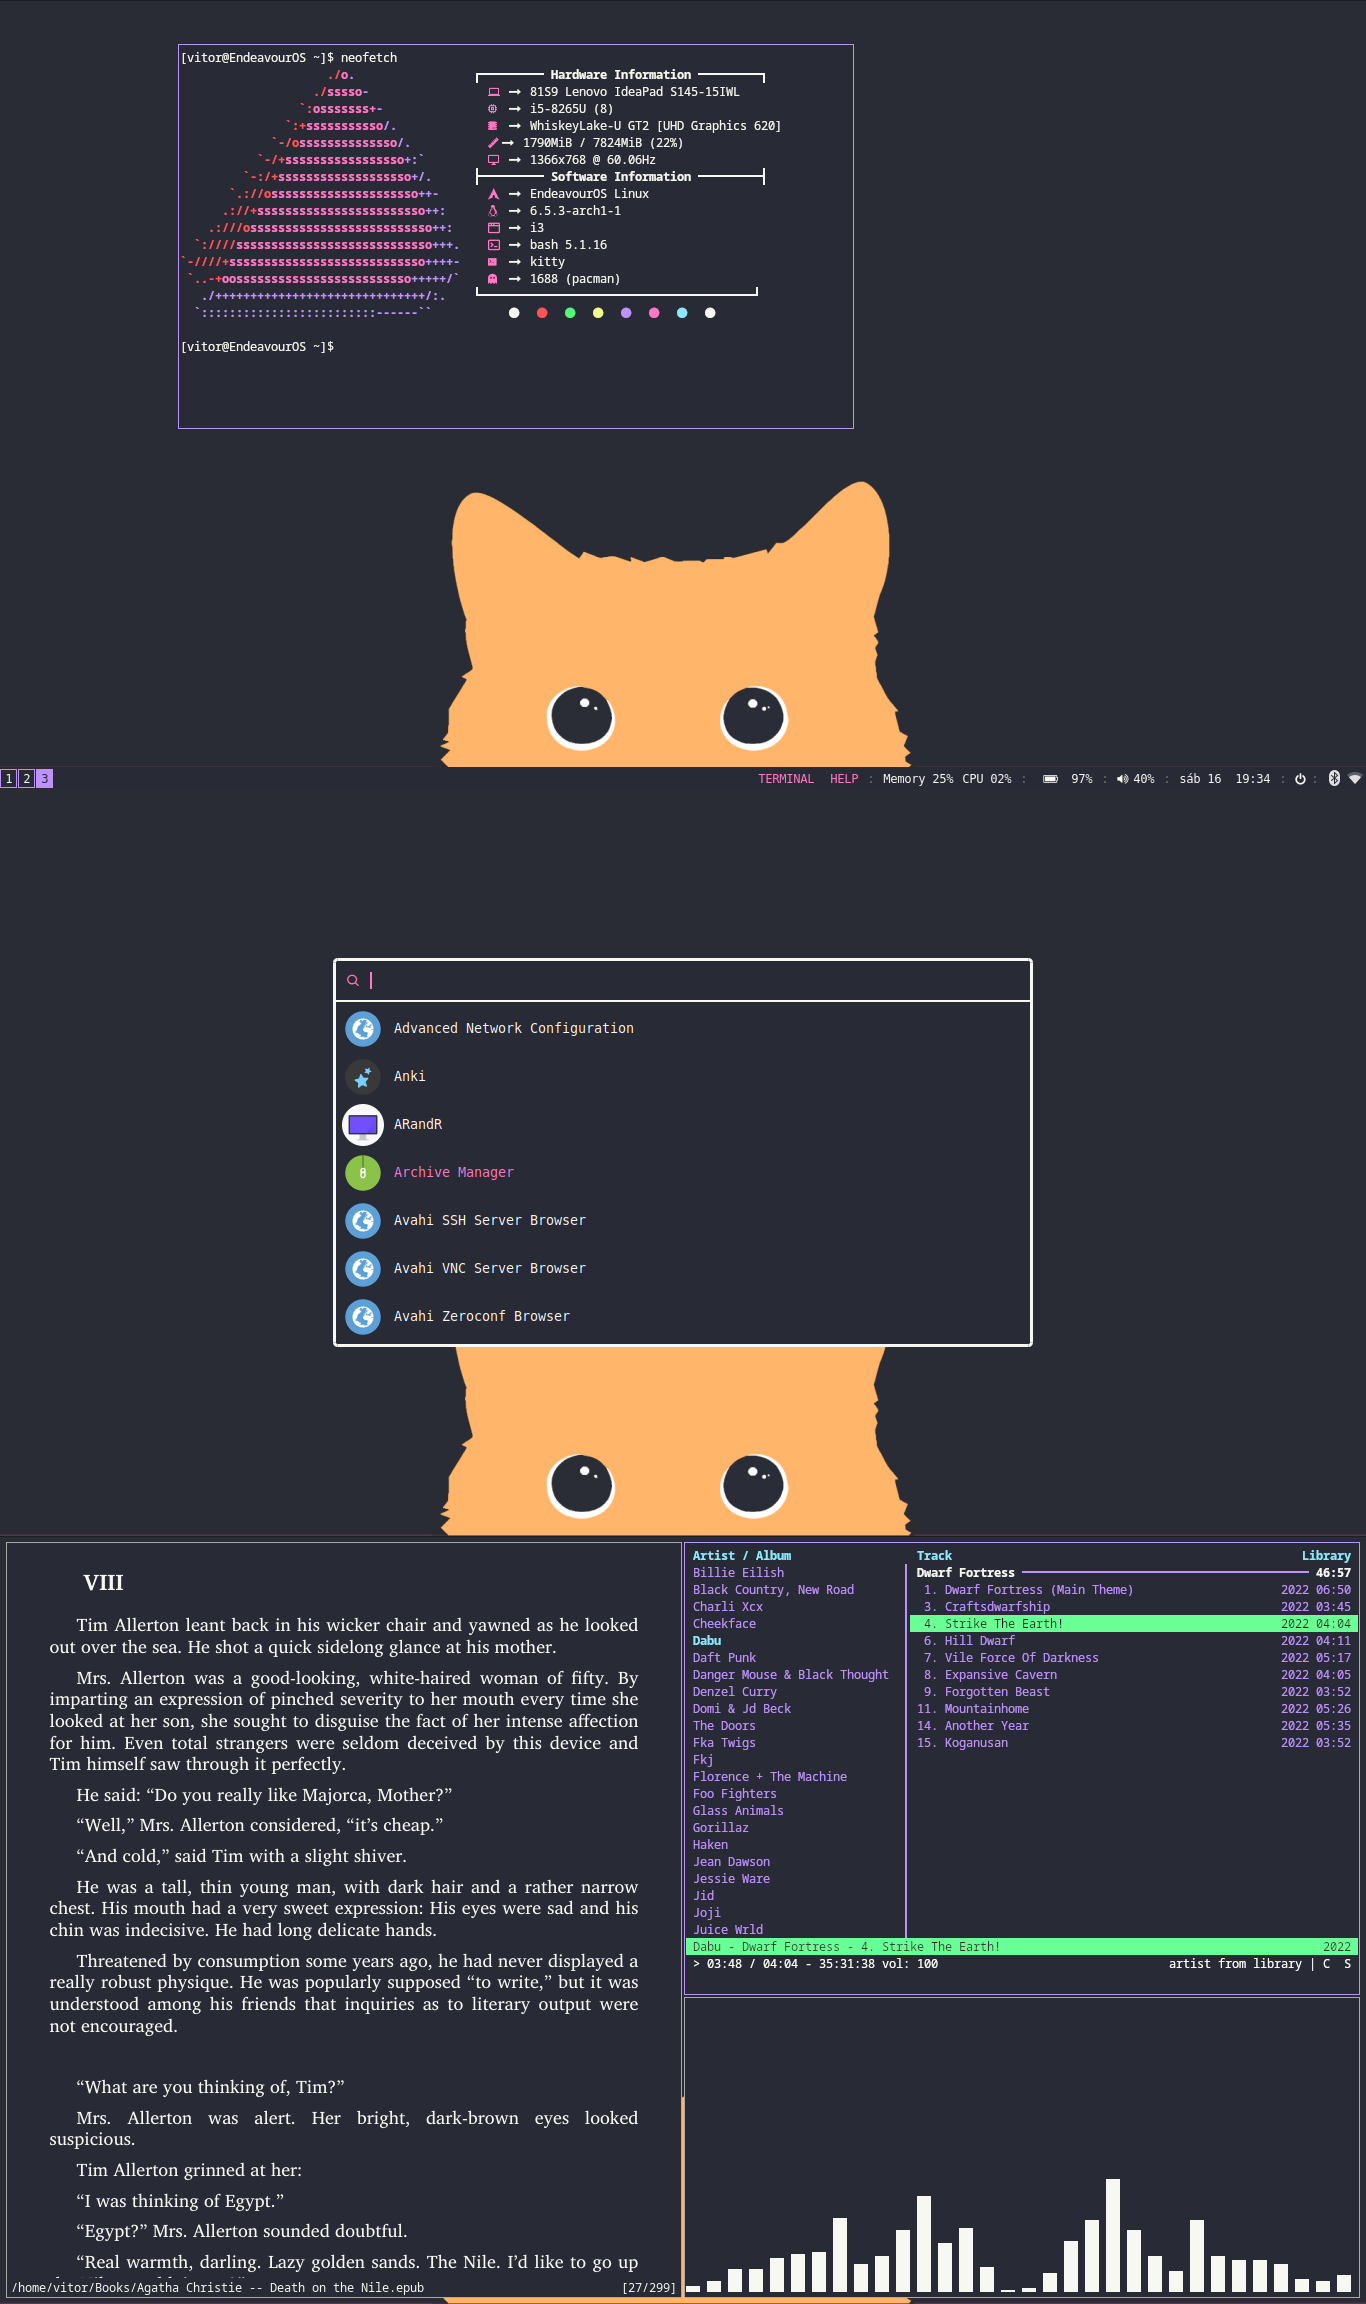 [vitor@EndeavourOS ~]$ neofetch
./o.
./sssso-
`:osssssss+-
`:+sssssssssso/.
`-/ossssssssssssso/.
`-/+sssssssssssssssso+:`
`-:/+sssssssssssssssssso+/.
`.://osssssssssssssssssssso++-
.://+ssssssssssssssssssssssso++:
.:///ossssssssssssssssssssssssso++:
`:////ssssssssssssssssssssssssssso+++.
`-////+ssssssssssssssssssssssssssso++++-
`..-+oosssssssssssssssssssssssso+++++/`
./++++++++++++++++++++++++++++++/:.
`:::::::::::::::::::::::::------``
Hardware Information
81S9 Lenovo IdeaPad S145-15IWL
i5-8265U (8)
WhiskeyLake-U GT2 [UHD Graphics 620]
1790MiB / 7824MiB (22%)
1366x768 @ 60.06Hz
Software Information
EndeavourOS Linux
6.5.3-arch1-1
i3
bash 5.1.16
kitty
1688 (pacman)
[vitor@EndeavourOS ~]$
1 2 3
TERMINAL HELP : Memory 25% CPU 02% : 97% : 40% : sáb 16 19:34 : :
Advanced Network Configuration
Anki
ARandR
Archive Manager
Avahi SSH Server Browser
Avahi VNC Server Browser
Avahi Zeroconf Browser
VIII
Tim Allerton leant back in his wicker chair and yawned as he looked
out over the sea. He shot a quick sidelong glance at his mother.
Mrs. Allerton was a good-looking, white-haired woman of fifty. By
imparting an expression of pinched severity to her mouth every time she
looked at her son, she sought to disguise the fact of her intense affection
for him. Even total strangers were seldom deceived by this device and
Tim himself saw through it perfectly.
He said: “Do you really like Majorca, Mother?”
“Well,” Mrs. Allerton considered, “it’s cheap.”
“And cold,” said Tim with a slight shiver.
He was a tall, thin young man, with dark hair and a rather narrow
chest. His mouth had a very sweet expression: His eyes were sad and his
chin was indecisive. He had long delicate hands.
Threatened by consumption some years ago, he had never displayed a
really robust physique. He was popularly supposed “to write,” but it was
understood among his friends that inquiries as to literary output were
not encouraged.
“What are you thinking of, Tim?”
Mrs. Allerton was alert. Her bright, dark-brown eyes looked
suspicious.
Tim Allerton grinned at her:
“I was thinking of Egypt.”
“Egypt?” Mrs. Allerton sounded doubtful.
“Real warmth, darling. Lazy golden sands. The Nile. I’d like to go up
/home/vitor/Books/Agatha Christie -- Death on the Nile.epub [27/299]
Artist / Album
Billie Eilish
Black Country, New Road
Charli Xcx
Cheekface
Dabu
Daft Punk
Danger Mouse & Black Thought
Denzel Curry
Domi & Jd Beck
The Doors
Fka Twigs
Fkj
Florence + The Machine
Foo Fighters
Glass Animals
Gorillaz
Haken
Jean Dawson
Jessie Ware
Jid
Joji
Juice Wrld
Track Library
Dwarf Fortress 46:57
1. Dwarf Fortress (Main Theme) 2022 06:50
3. Craftsdwarfship 2022 03:45
4. Strike The Earth! 2022 04:04
6. Hill Dwarf 2022 04:11
7. Vile Force Of Darkness 2022 05:17
8. Expansive Cavern 2022 04:05
9. Forgotten Beast 2022 03:52
11. Mountainhome 2022 05:26
14. Another Year 2022 05:35
15. Koganusan 2022 03:52
Dabu - Dwarf Fortress - 4. Strike The Earth! 2022
> 03:48 / 04:04 - 35:31:38 vol: 100 artist from library | C S